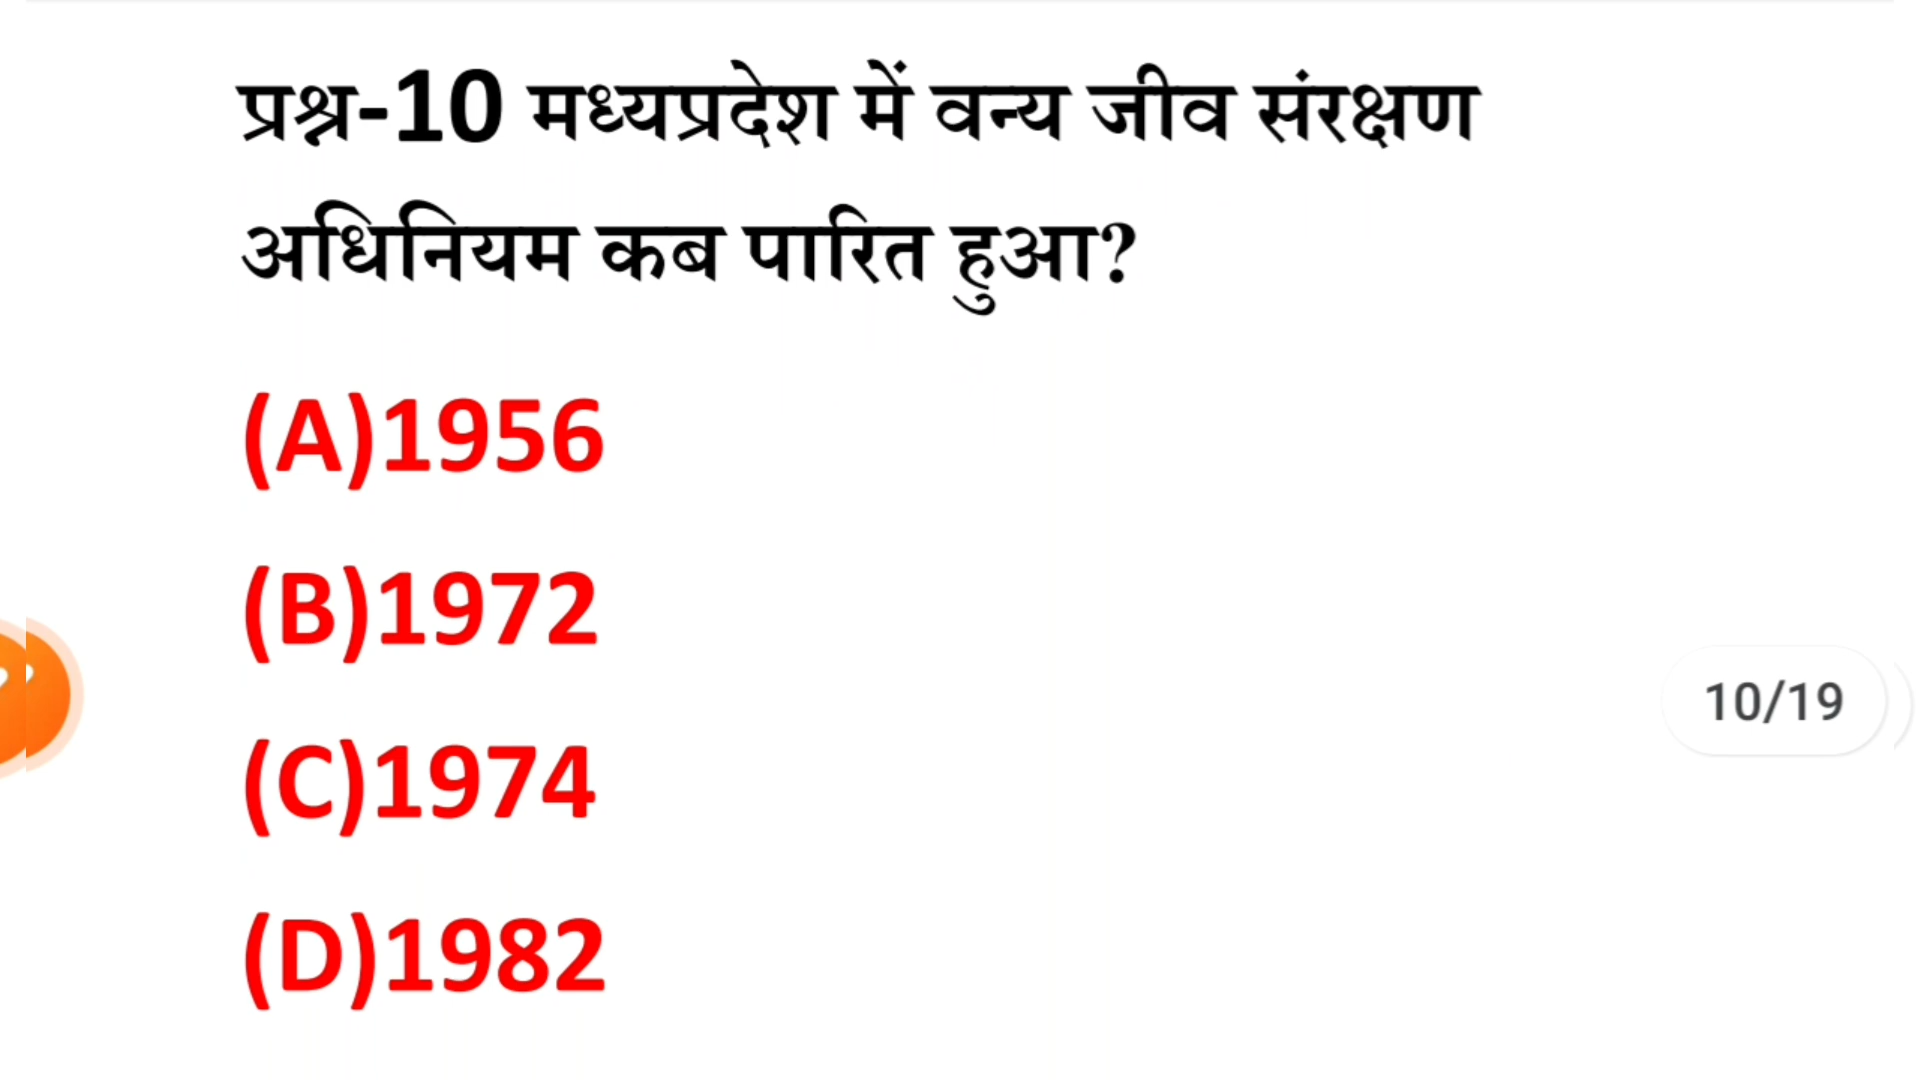 प्रश्न-10 मध्यप्रदेश में वन्य जीव संरक्षण
अधिनियम कब पारित हुआ?
(A)1956
(B)1972
(C)1974
(D)1982
10/19